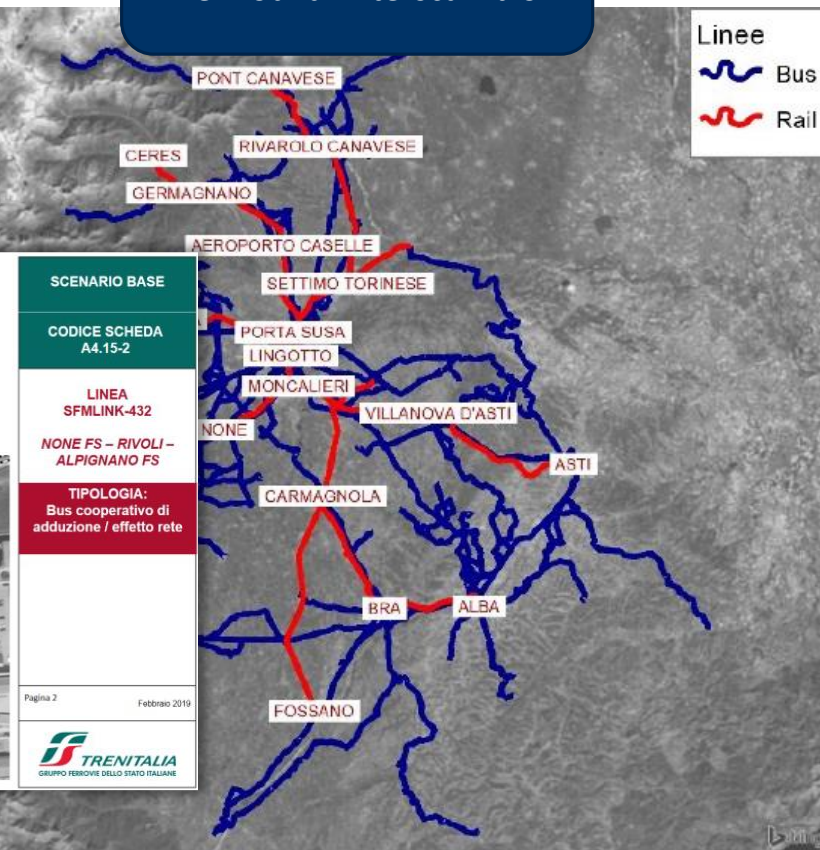 Linee
Bus
Rail
PONT CANAVESE
RIVAROLO CANAVESE
CERES
GERMAGNANO
AEROPORTO CASELLE
SETTIMO TORINESE
PORTA SUSA
LINGOTTO
MONCALIERI
VILLANOVA D'ASTI
NONE
ASTI
CARMAGNOLA
BRA
ALBA
FOSSANO
SCENARIO BASE
CODICE SCHEDA
A4.15-2
LINEA
SFMLINK-432
NONE FS – RIVOLI –
ALPIGNANO FS
TIPOLOGIA:
Bus cooperativo di
adduzione / effetto rete
Pagina 2
Febbraio 2019
TRENITALIA
GRUPPO FERROVIE DELLO STATO ITALIANE